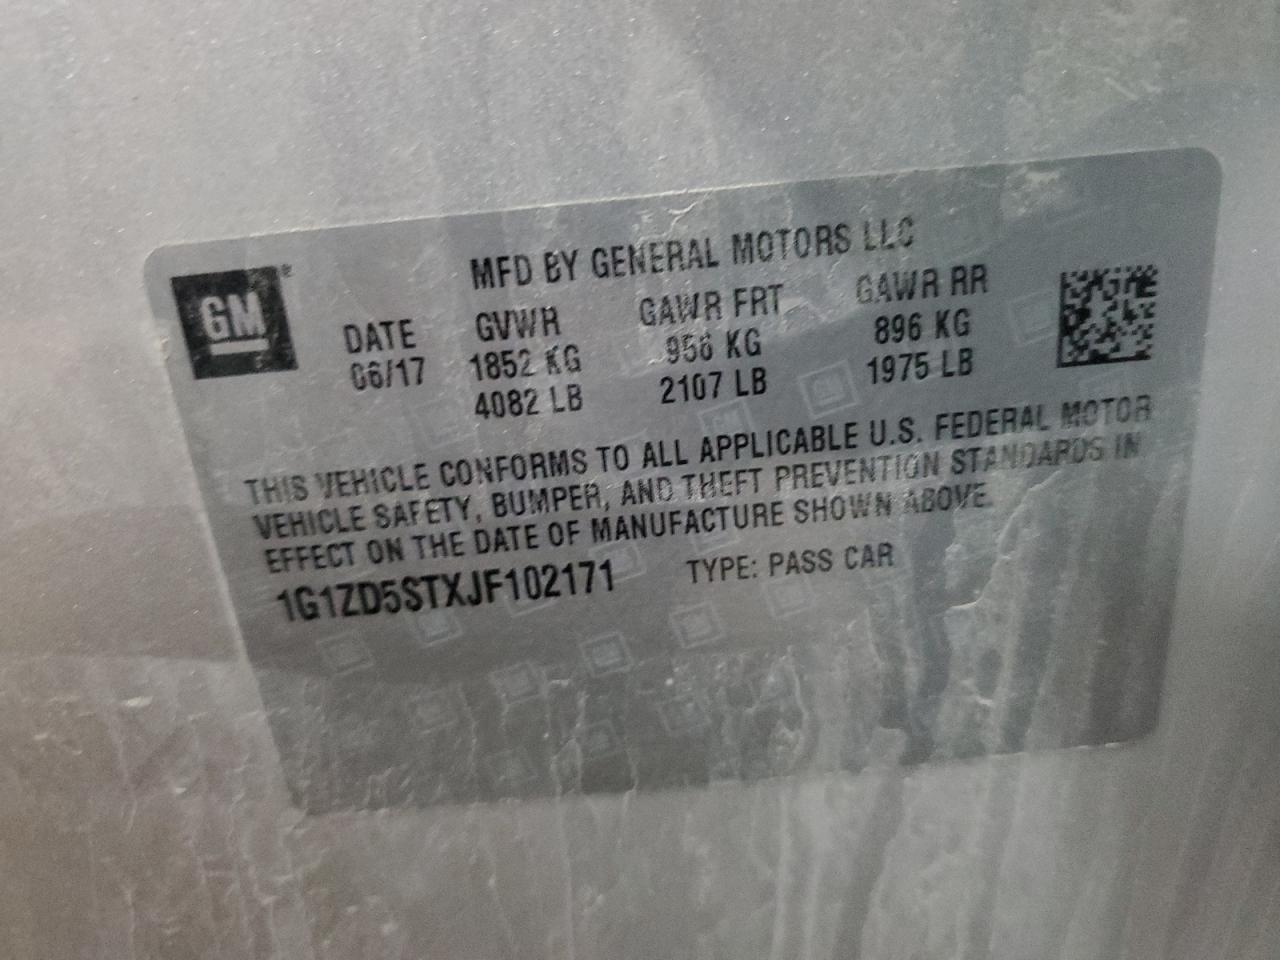 GM
MFD BY GENERAL MOTORS LLC
DATE GVWR GAWR FRT GAWR RR
06/17 1852 KG 956 KG 896 KG
4082 LB 2107 LB 1975 LB
THIS VEHICLE CONFORMS TO ALL APPLICABLE U.S. FEDERAL MOTOR
VEHICLE SAFETY, BUMPER, AND THEFT PREVENTION STANDARDS IN
EFFECT ON THE DATE OF MANUFACTURE SHOWN ABOVE.
1G1ZD5STXJF102171 TYPE: PASS CAR